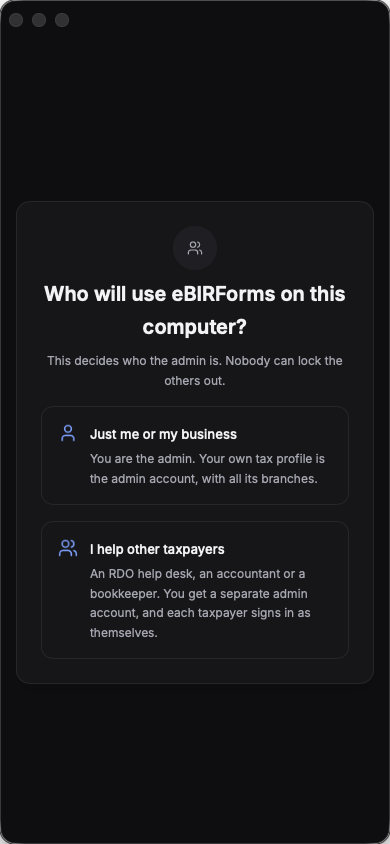 Who will use eBIRForms on this
computer?
This decides who the admin is. Nobody can lock the
others out.
Just me or my business
You are the admin. Your own tax profile is
the admin account, with all its branches.
I help other taxpayers
An RDO help desk, an accountant or a
bookkeeper. You get a separate admin
account, and each taxpayer signs in as
themselves.